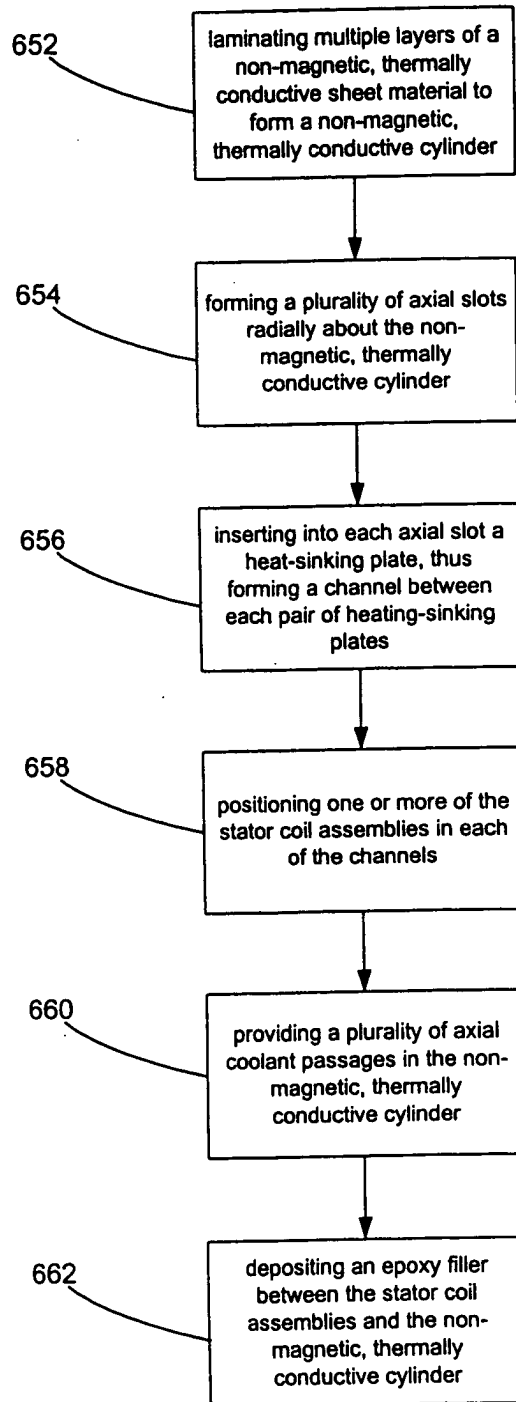 652
laminating multiple layers of a
non-magnetic, thermally
conductive sheet material to
form a non-magnetic,
thermally conductive cylinder
654
forming a plurality of axial slots
radially about the non-
magnetic, thermally
conductive cylinder
656
inserting into each axial slot a
heat-sinking plate, thus
forming a channel between
each pair of heating-sinking
plates
658
positioning one or more of the
stator coil assemblies in each
of the channels
660
providing a plurality of axial
coolant passages in the non-
magnetic, thermally
conductive cylinder
662
depositing an epoxy filler
between the stator coil
assemblies and the non-
magnetic, thermally
conductive cylinder